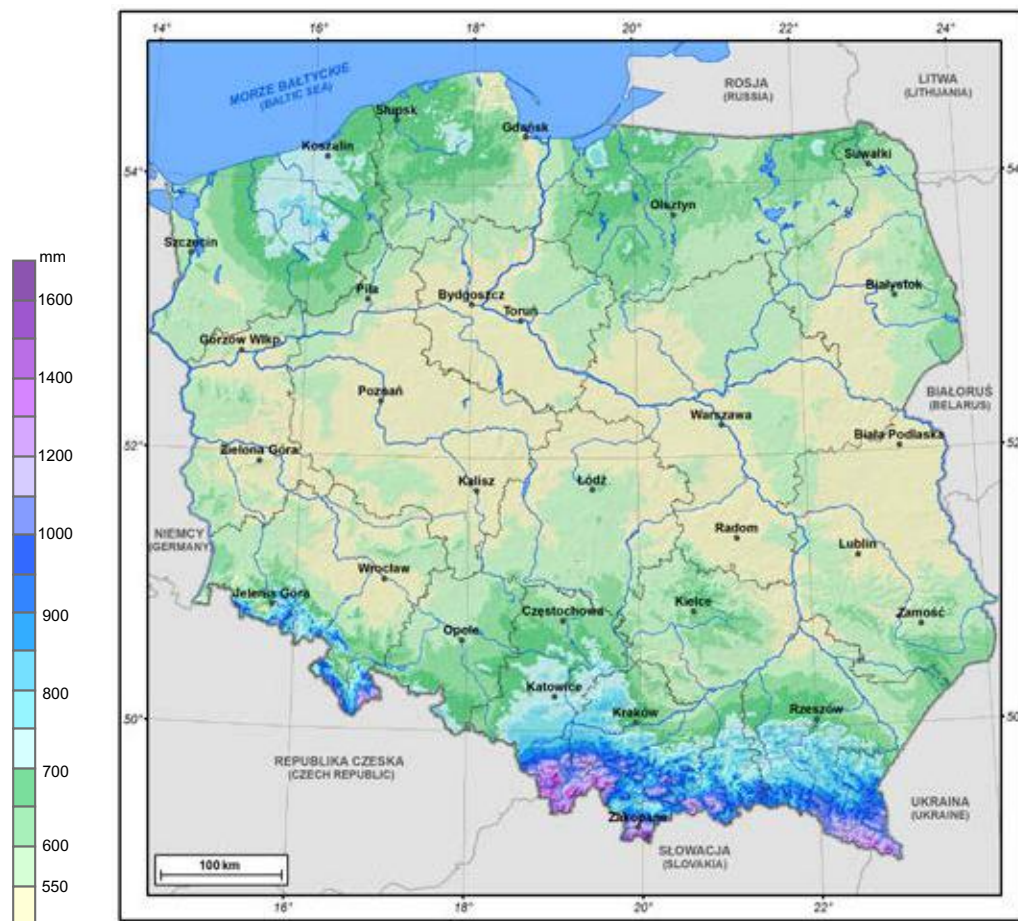 14°
16°
20°
22°
24°
MORZE BAŁTYCKIE
(BALTIC SEA)
ROSJA
(RUSSIA)
LITWA
(LITHUANIA)
Słupsk
Gdańsk
Koszalin
Suwałki
54°
54°
Olsztyn
Szczecin
mm
Piła
Bydgoszcz
Białystok
1600
Toruń
Gorzów Wlkp.
1400
Poznań
BIAŁORUŚ
(BELARUS)
Warszawa
1200
52°
52°
Zielona Góra
Biała Podlaska
Kalisz
Łódź
1000
NIEMCY
(GERMANY)
Radom
Lublin
Wrocław
900
Jelenia Góra
Częstochowa
Kielce
Zamość
Opole
800
Katowice
50°
Kraków
Rzeszów
50°
700
REPUBLIKA CZESKA
(CZECH REPUBLIC)
UKRAINA
(UKRAINE)
Zakopane
600
SŁOWACJA
(SLOVAKIA)
100 km
550
14°
16°
18°
20°
22°